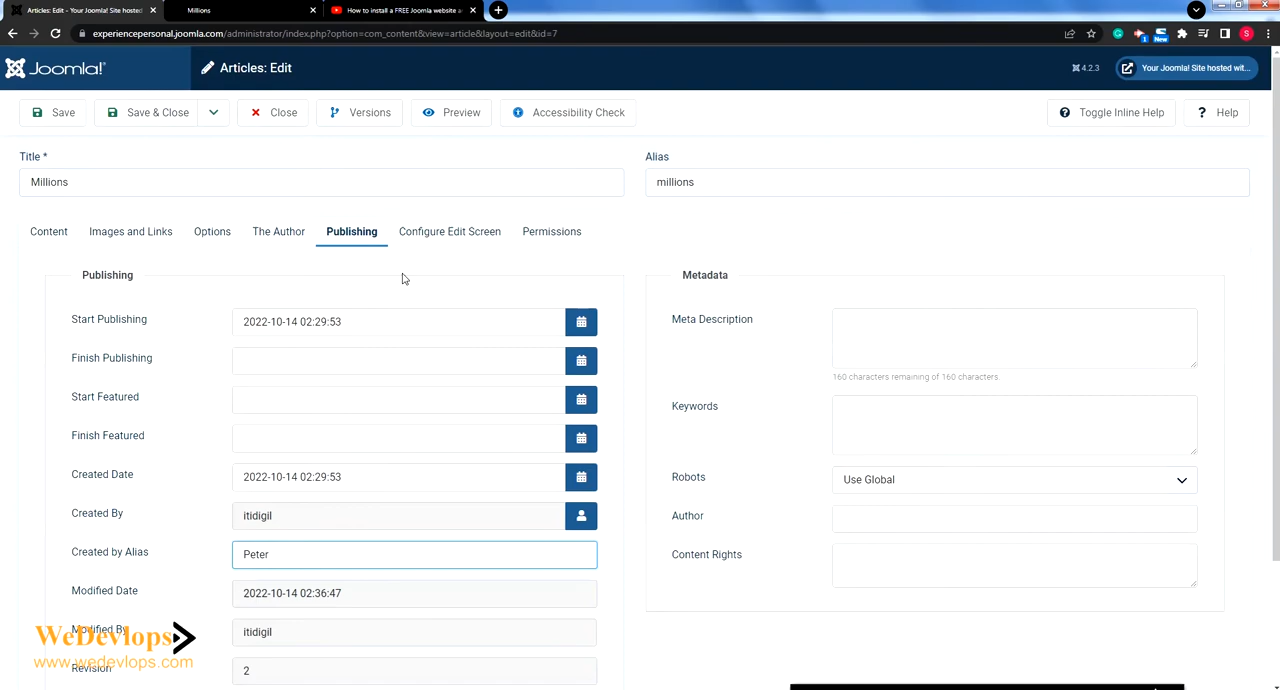 Articles: Edit - Your Joomla! Site hosted
Millions
How to install a FREE Joomla website a
experiencepersonal.joomla.com/administrator/index.php?option=com_content&view=article&layout=edit&id=7
1
New
S
Joomla!
Articles: Edit
4.2.3
Your Joomla! Site hosted wit...
Save
Save & Close
Close
Versions
Preview
Accessibility Check
Toggle Inline Help
Help
Title *
Alias
Millions
millions
Content
Images and Links
Options
The Author
Publishing
Configure Edit Screen
Permissions
Publishing
Start Publishing
2022-10-14 02:29:53
Finish Publishing
Start Featured
Finish Featured
Created Date
2022-10-14 02:29:53
Created By
itidigil
Created by Alias
Peter
Modified Date
2022-10-14 02:36:47
Modified By
itidigil
Revision
2
Metadata
Meta Description
160 characters remaining of 160 characters.
Keywords
Robots
Use Global
Author
Content Rights
WeDevlops
www.wedevlops.com